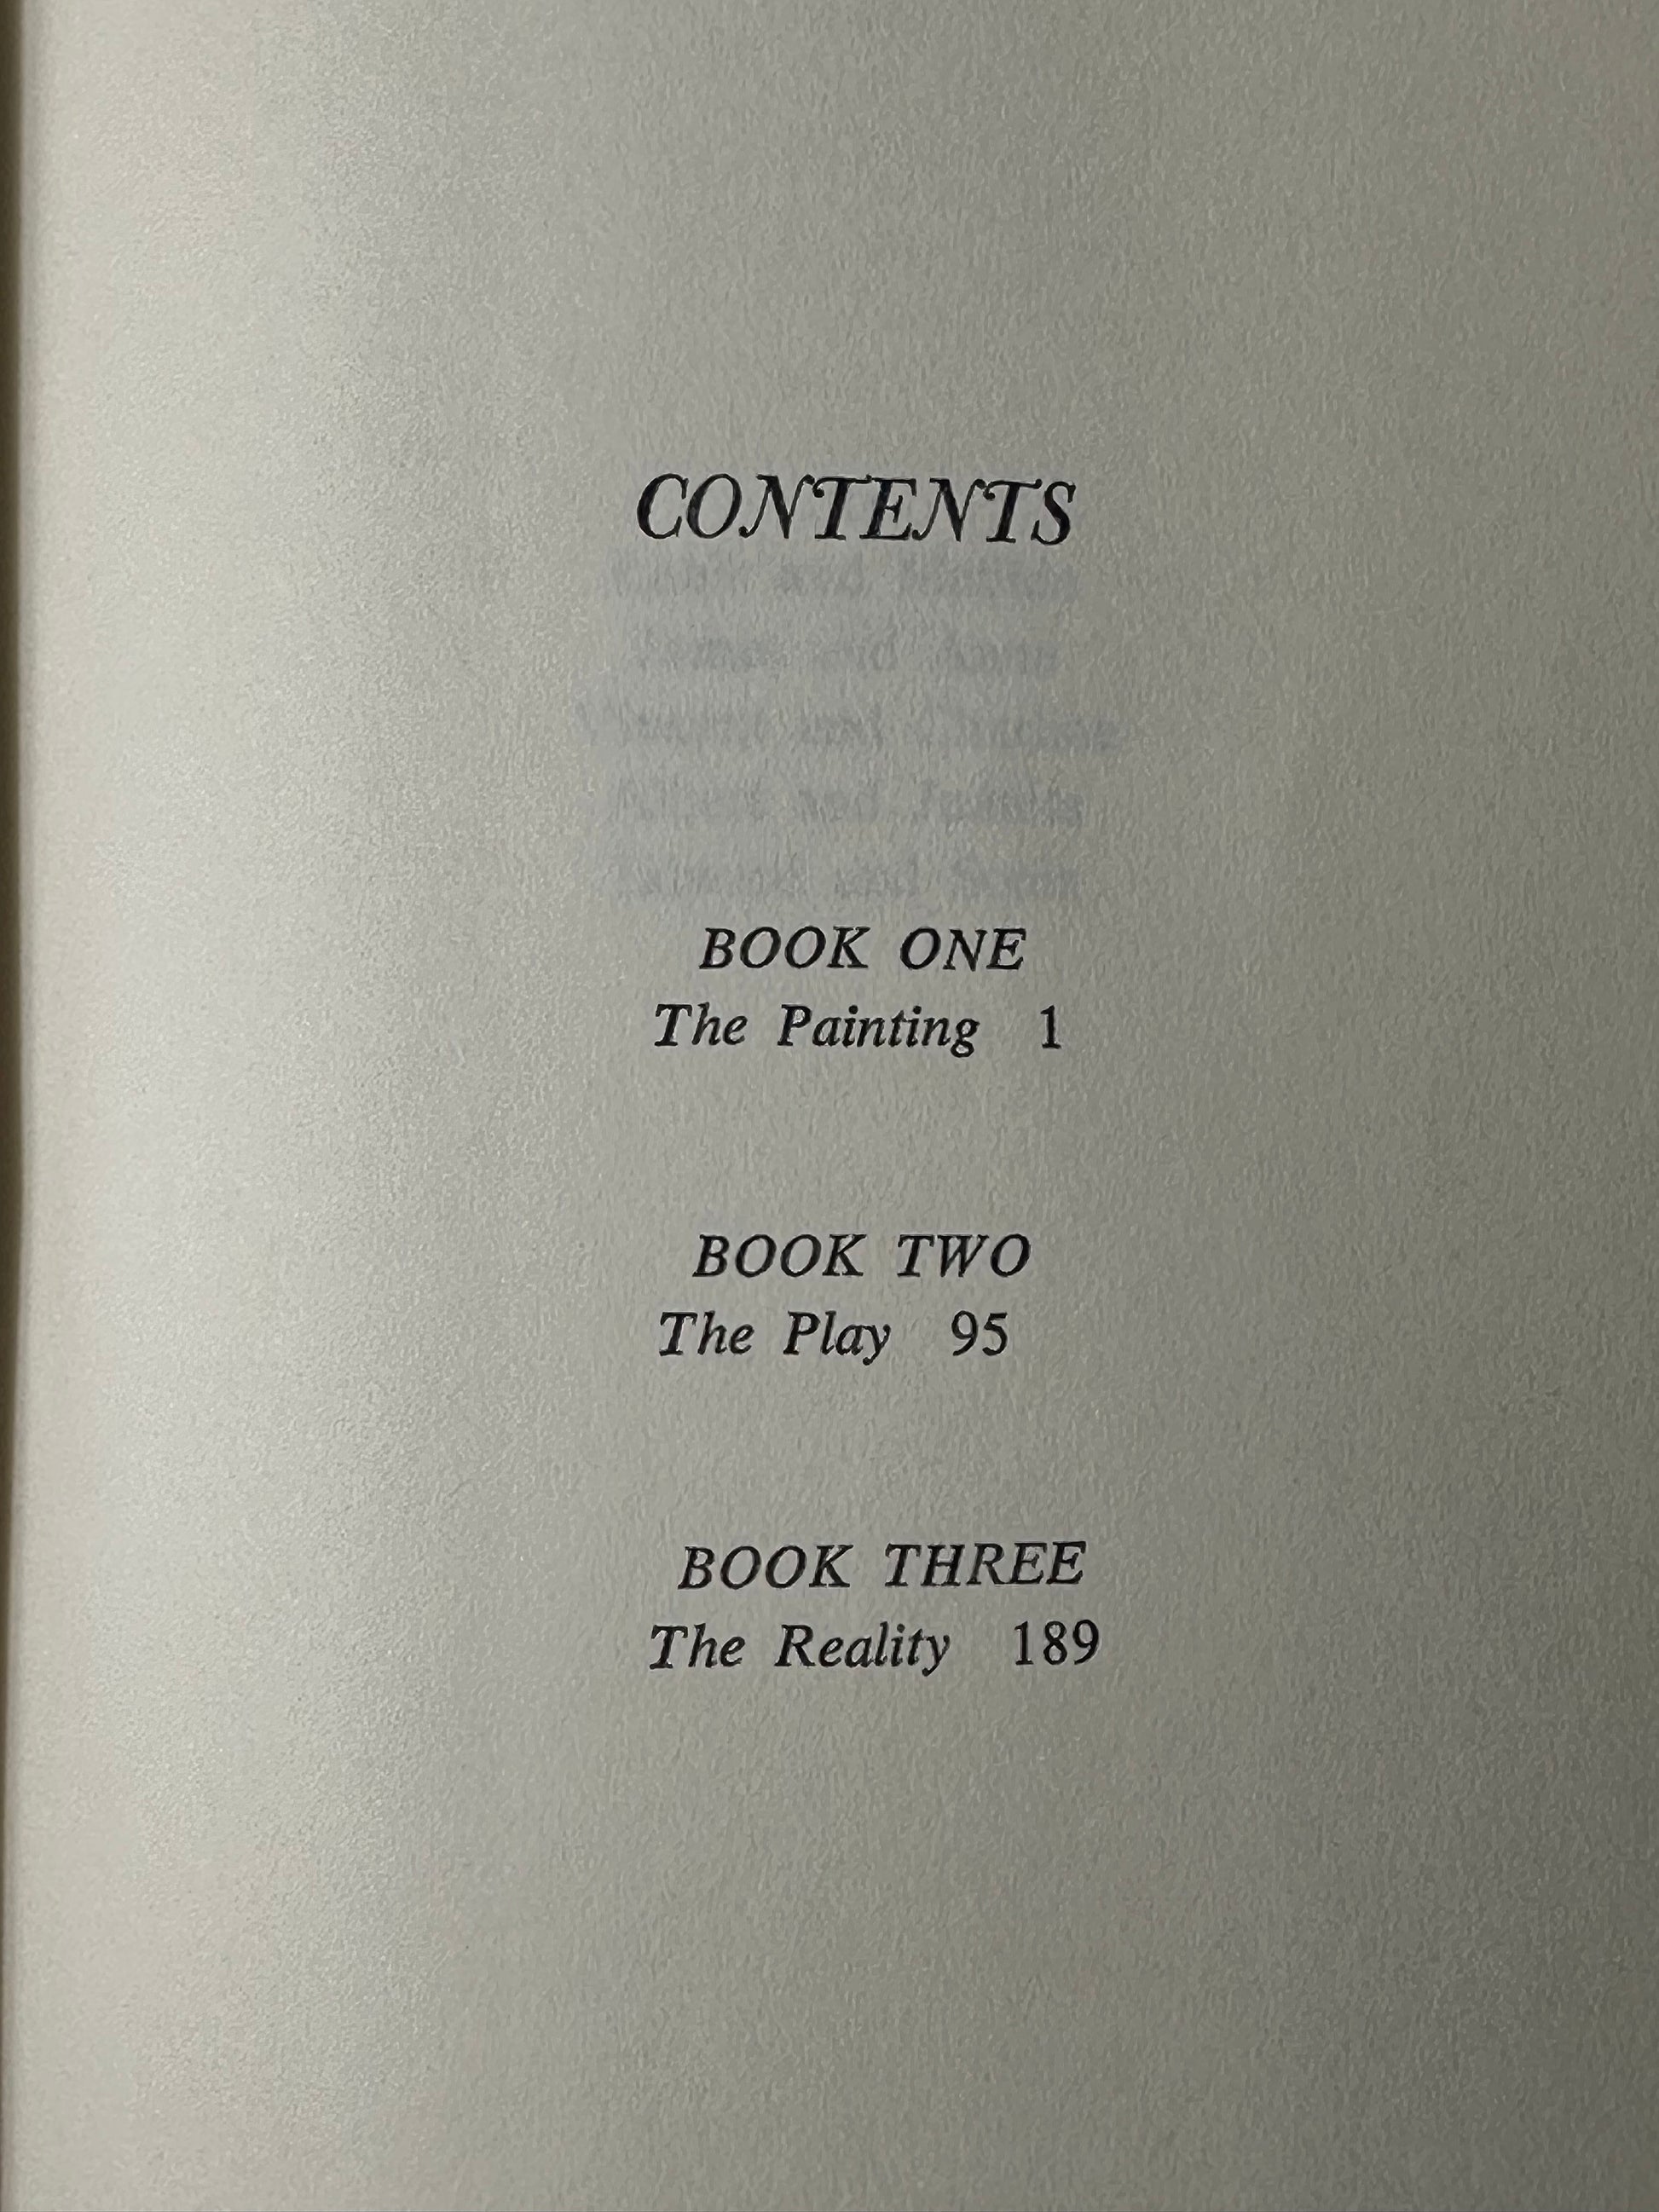 CONTENTS
BOOK ONE
The Painting 1
BOOK TWO
The Play 95
BOOK THREE
The Reality 189